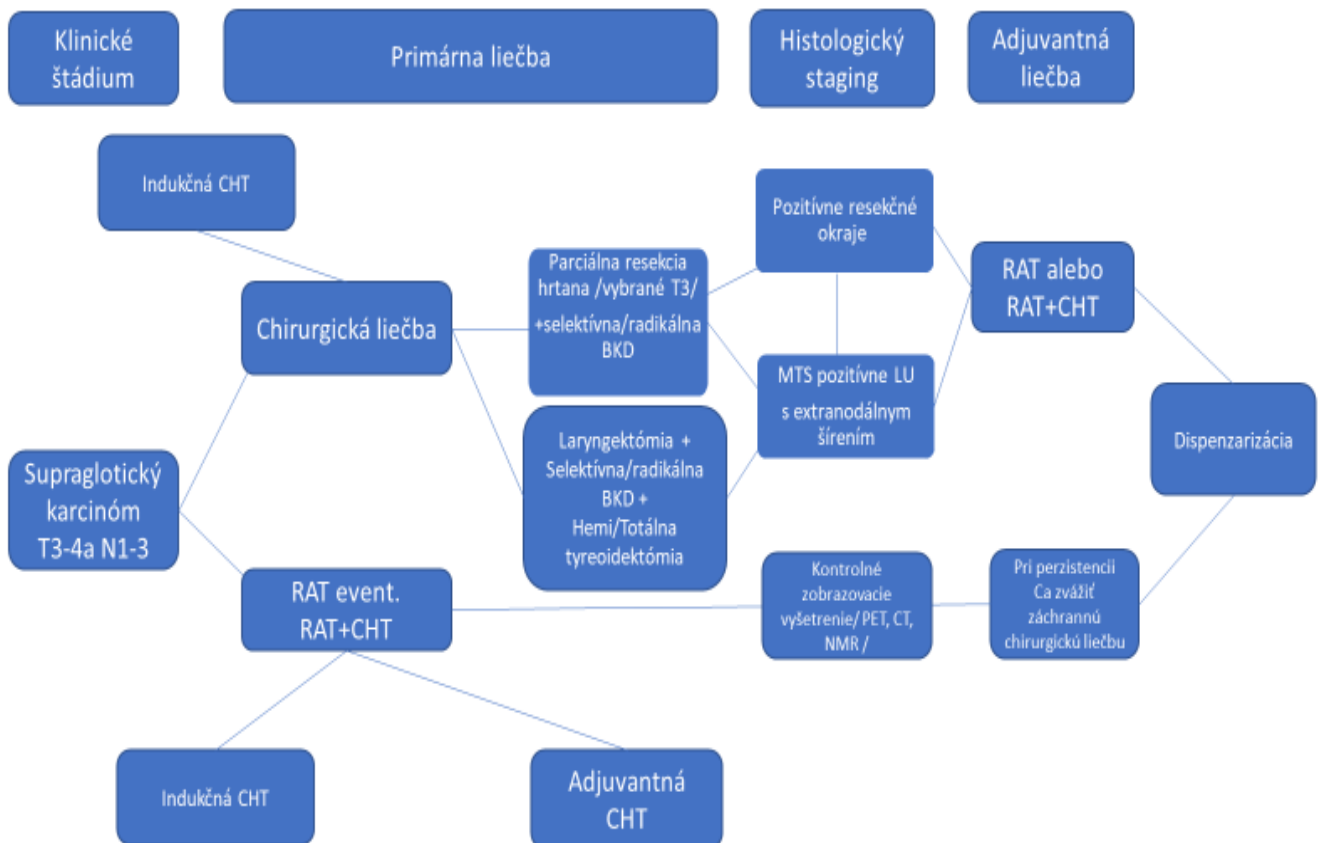 Klinické
štádium
Primárna liečba
Histologický
staging
Adjuvantná
liečba
Indukčná CHT
Pozitívne resekčné
okraje
Parciálna resekcia
hrtana /vybrané T3/
+selektívna/radikálna
BKD
RAT alebo
RAT+CHT
Chirurgická liečba
MTS pozitívne LU
s extranodálnym
šírením
Dispenzarizácia
Laryngektómia +
Selektívna/radikálna
BKD +
Hemi/Totálna
tyreoidektómia
Supraglotický
karcinóm
T3-4a N1-3
RAT event.
RAT+CHT
Kontrolné
zobrazovacie
vyšetrenie/ PET, CT,
NMR /
Pri perzistencii
Ca zvážiť
záchrannú
chirurgickú liečbu
Indukčná CHT
Adjuvantná
CHT